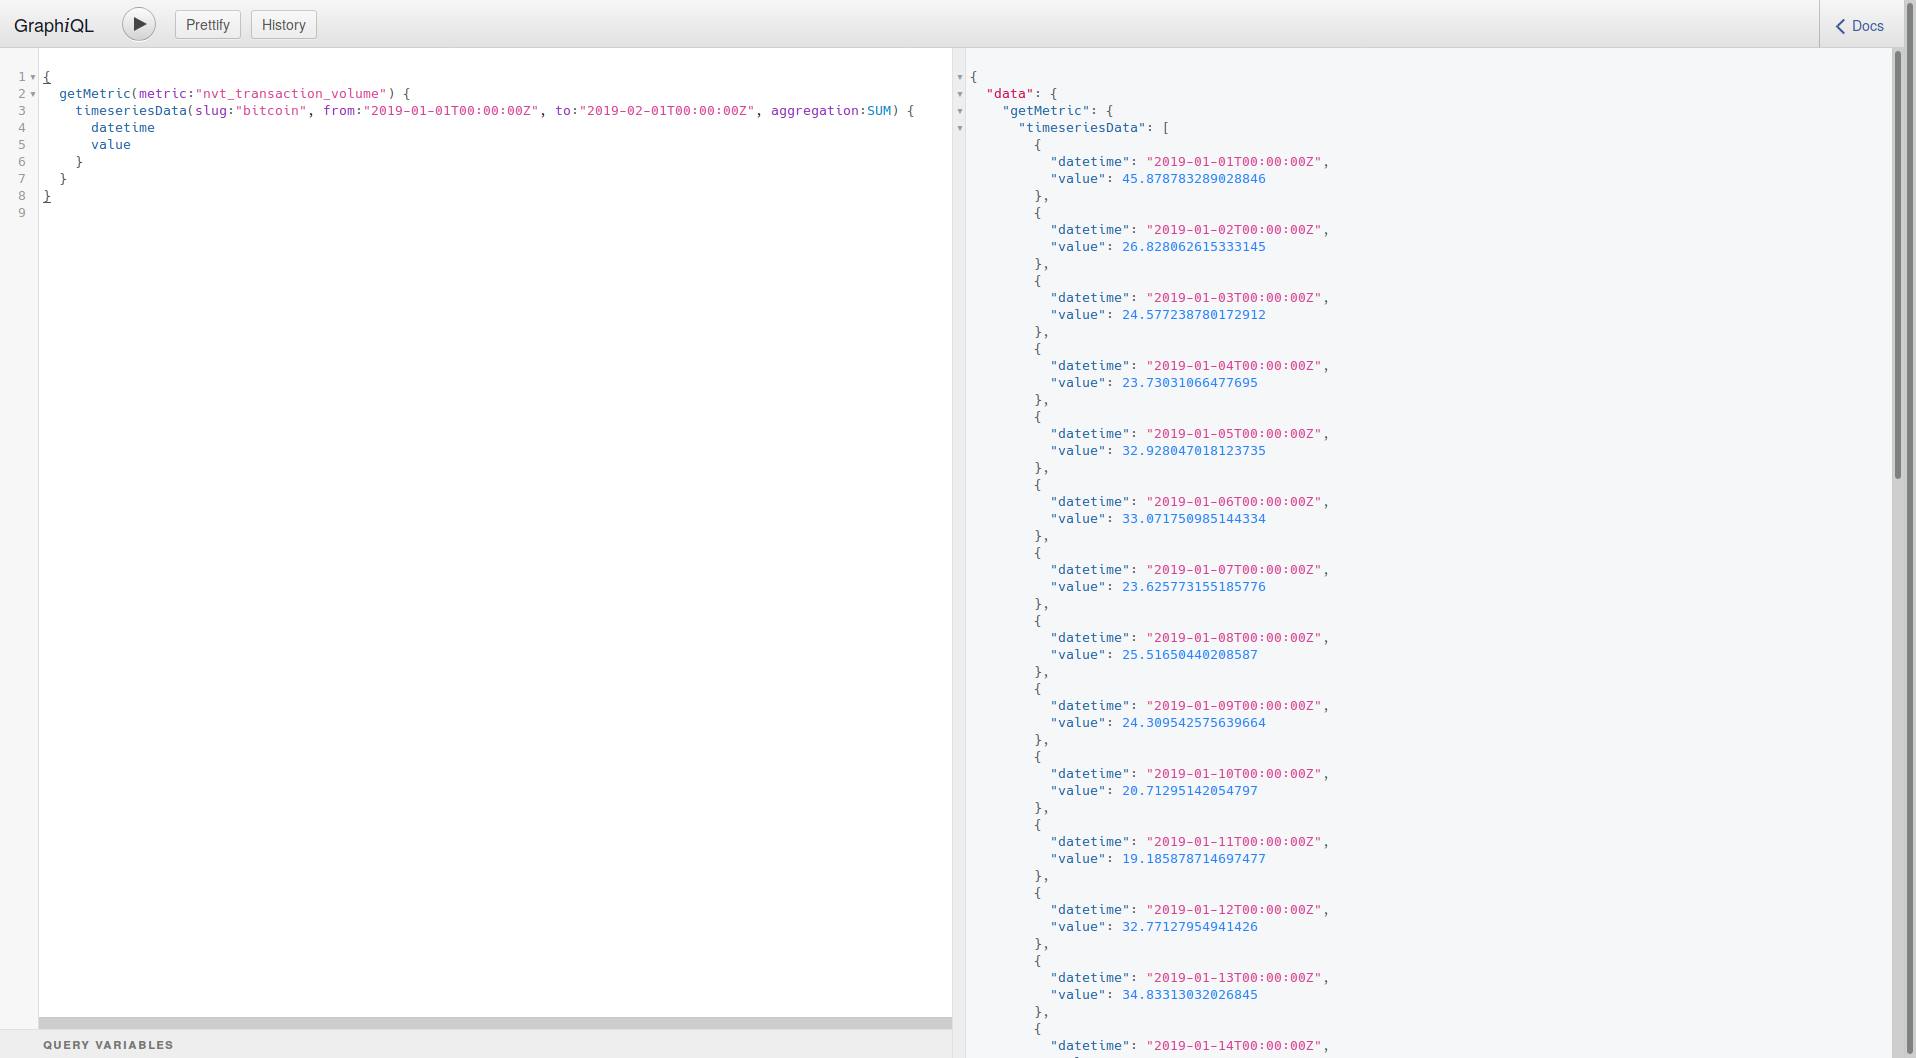 GraphiQL
Prettify
History
Docs
1 {
2   getMetric(metric:"nvt_transaction_volume") {
3     timeseriesData(slug:"bitcoin", from:"2019-01-01T00:00:00Z", to:"2019-02-01T00:00:00Z", aggregation:SUM) {
4       datetime
5       value
6     }
7   }
8 }
9
QUERY VARIABLES
{
  "data": {
    "getMetric": {
      "timeseriesData": [
        {
          "datetime": "2019-01-01T00:00:00Z",
          "value": 45.878783289028846
        },
        {
          "datetime": "2019-01-02T00:00:00Z",
          "value": 26.828062615333145
        },
        {
          "datetime": "2019-01-03T00:00:00Z",
          "value": 24.577238780172912
        },
        {
          "datetime": "2019-01-04T00:00:00Z",
          "value": 23.73031066477695
        },
        {
          "datetime": "2019-01-05T00:00:00Z",
          "value": 32.928047018123735
        },
        {
          "datetime": "2019-01-06T00:00:00Z",
          "value": 33.071750985144334
        },
        {
          "datetime": "2019-01-07T00:00:00Z",
          "value": 23.625773155185776
        },
        {
          "datetime": "2019-01-08T00:00:00Z",
          "value": 25.51650440208587
        },
        {
          "datetime": "2019-01-09T00:00:00Z",
          "value": 24.309542575639664
        },
        {
          "datetime": "2019-01-10T00:00:00Z",
          "value": 20.71295142054797
        },
        {
          "datetime": "2019-01-11T00:00:00Z",
          "value": 19.185878714697477
        },
        {
          "datetime": "2019-01-12T00:00:00Z",
          "value": 32.77127954941426
        },
        {
          "datetime": "2019-01-13T00:00:00Z",
          "value": 34.83313032026845
        },
        {
          "datetime": "2019-01-14T00:00:00Z",